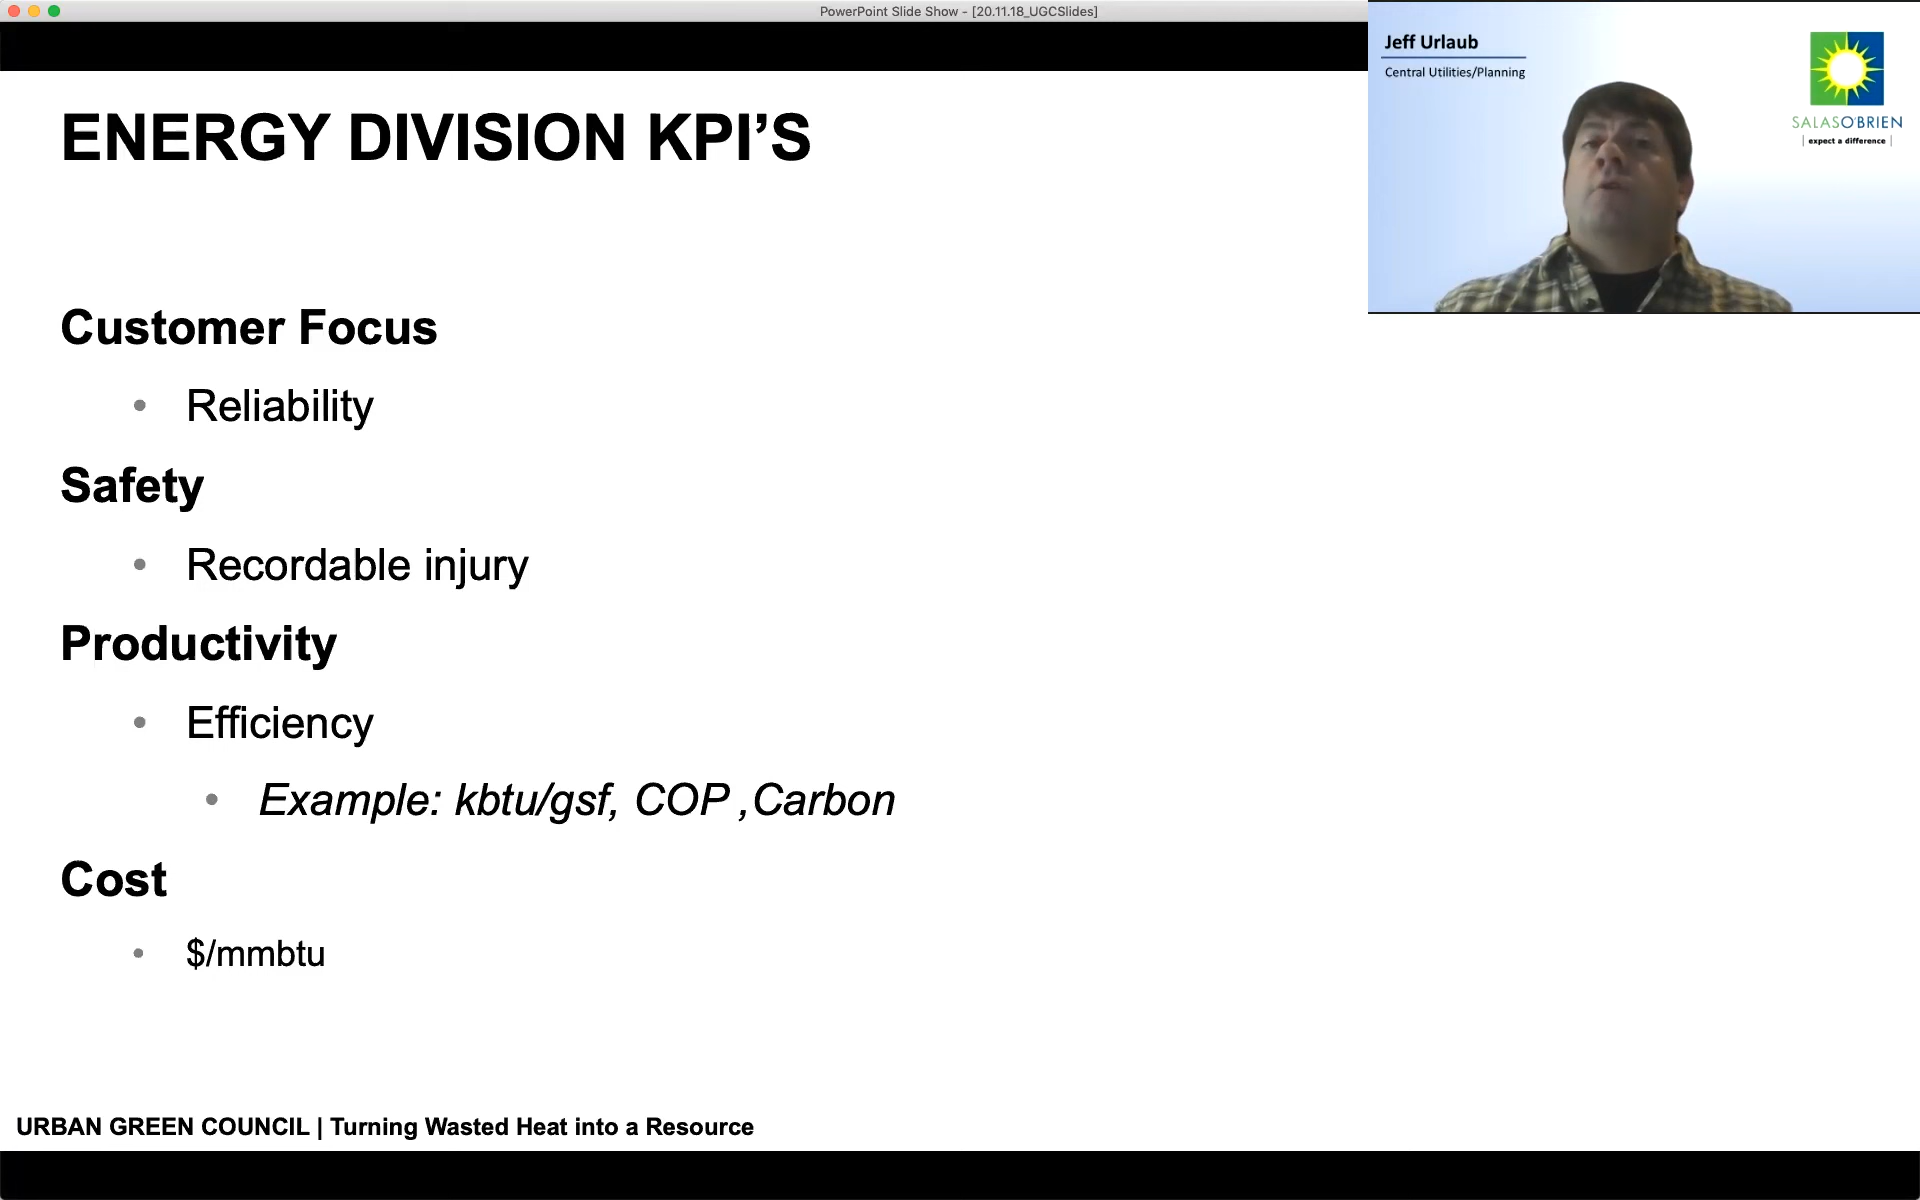 PowerPoint Slide Show - [20.11.18_UGCSlides]
Jeff Urlaub
Central Utilities/Planning
SALASO'BRIEN
| expect a difference |
ENERGY DIVISION KPI’S
Customer Focus
• Reliability
Safety
• Recordable injury
Productivity
• Efficiency
• Example: kbtu/gsf, COP ,Carbon
Cost
• $/mmbtu
URBAN GREEN COUNCIL | Turning Wasted Heat into a Resource